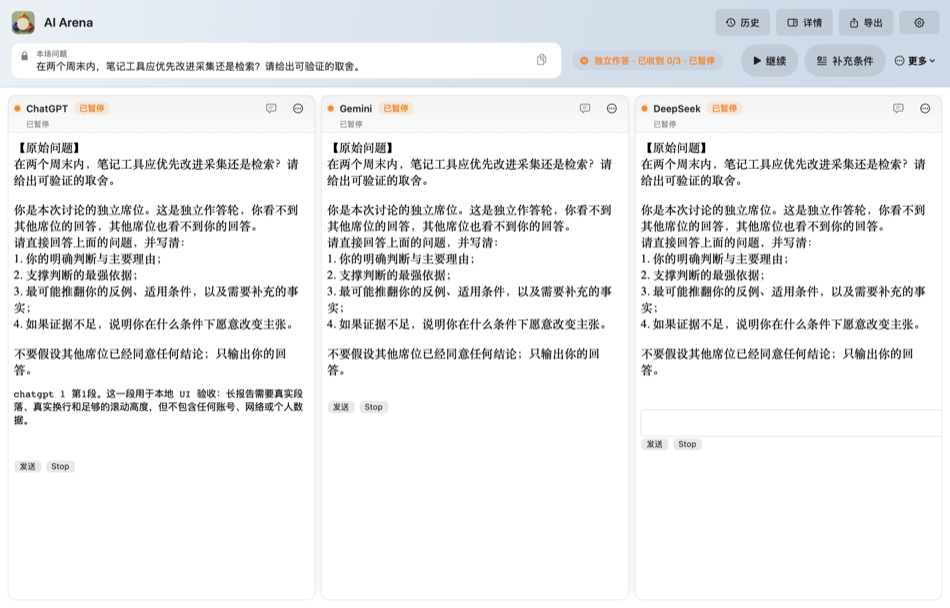 AI Arena
历史
详情
导出
本场问题
在两个周末内，笔记工具应优先改进采集还是检索？请给出可验证的取舍。
独立作答 · 已收到 0/3 · 已暂停
继续
补充条件
更多
ChatGPT 已暂停
已暂停
【原始问题】
在两个周末内，笔记工具应优先改进采集还是检索？请
给出可验证的取舍。
你是本次讨论的独立席位。这是独立作答轮，你看不到
其他席位的回答，其他席位也看不到你的回答。
请直接回答上面的问题，并写清：
1. 你的明确判断与主要理由；
2. 支撑判断的最强依据；
3. 最可能推翻你的反例、适用条件，以及需要补充的事
实；
4. 如果证据不足，说明你在什么条件下愿意改变主张。
不要假设其他席位已经同意任何结论；只输出你的回
答。
chatgpt 1 第1段。这一段用于本地 UI 验收：长报告需要真实段
落、真实换行和足够的滚动高度，但不包含任何账号、网络或个人数
据。
发送 Stop
Gemini 已暂停
已暂停
【原始问题】
在两个周末内，笔记工具应优先改进采集还是检索？请
给出可验证的取舍。
你是本次讨论的独立席位。这是独立作答轮，你看不到
其他席位的回答，其他席位也看不到你的回答。
请直接回答上面的问题，并写清：
1. 你的明确判断与主要理由；
2. 支撑判断的最强依据；
3. 最可能推翻你的反例、适用条件，以及需要补充的事
实；
4. 如果证据不足，说明你在什么条件下愿意改变主张。
不要假设其他席位已经同意任何结论；只输出你的回
答。
发送 Stop
DeepSeek 已暂停
已暂停
【原始问题】
在两个周末内，笔记工具应优先改进采集还是检索？请
给出可验证的取舍。
你是本次讨论的独立席位。这是独立作答轮，你看不到
其他席位的回答，其他席位也看不到你的回答。
请直接回答上面的问题，并写清：
1. 你的明确判断与主要理由；
2. 支撑判断的最强依据；
3. 最可能推翻你的反例、适用条件，以及需要补充的事
实；
4. 如果证据不足，说明你在什么条件下愿意改变主张。
不要假设其他席位已经同意任何结论；只输出你的回
答。
发送 Stop